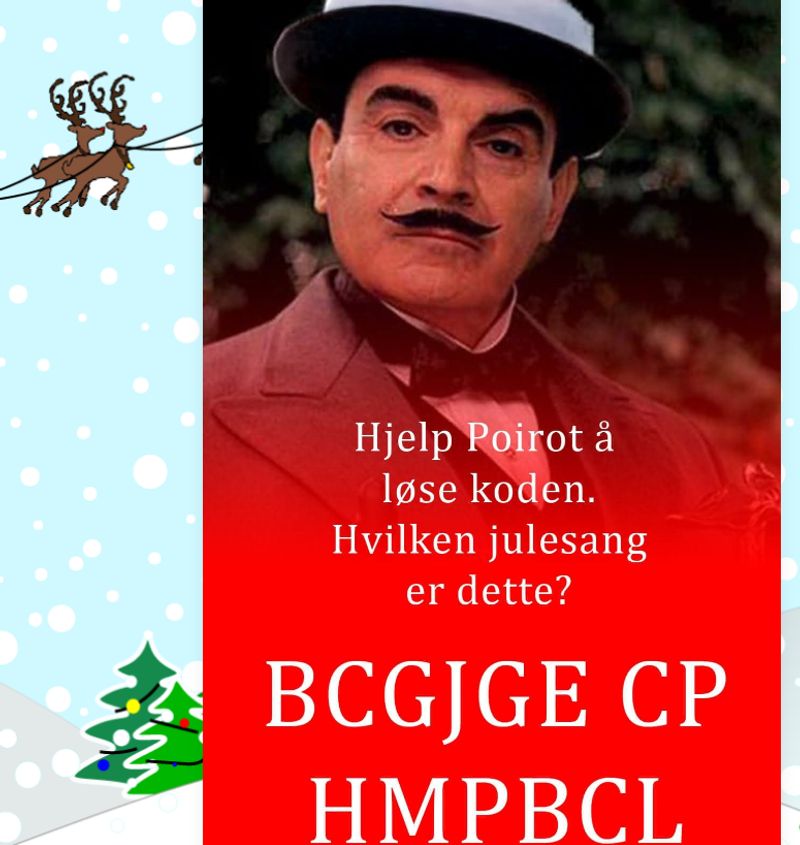 Hjelp Poirot å
løse koden.
Hvilken julesang
er dette?
BCGJGE CP
HMPBCL